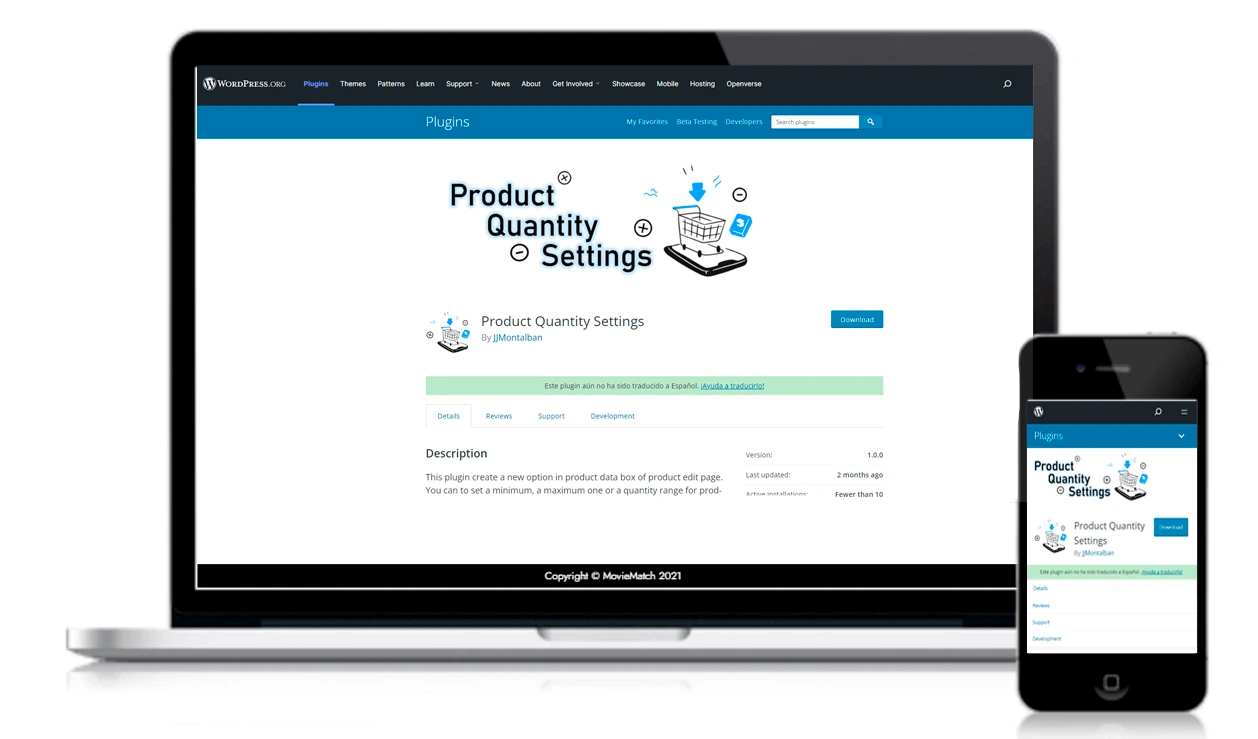 WORDPRESS.ORG Plugins Themes Patterns Learn Support News About Get Involved Showcase Mobile Hosting Openverse
Plugins My Favorites Beta Testing Developers Search plugins
Product
Quantity
Settings
Product Quantity Settings
By JJMontalban
Download
Este plugin aún no ha sido traducido a Español. ¡Ayuda a traducirlo!
Details Reviews Support Development
Description
This plugin create a new option in product data box of product edit page.
You can to set a minimum, a maximum one or a quantity range for prod-
Version: 1.0.0
Last updated: 2 months ago
Active installations: Fewer than 10
Copyright © MovieMatch 2021
Plugins
Product
Quantity
Settings
Product Quantity
Settings
By JJMontalban
Download
Este plugin aún no ha sido traducido a Español. ¡Ayuda a traducirlo!
Details
Reviews
Support
Development